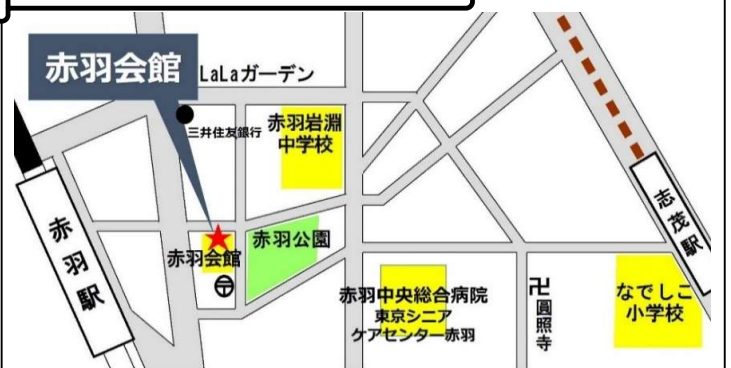 赤羽会館
LaLaガーデン
三井住友銀行
赤羽岩淵
中学校
志茂駅
赤羽駅
赤羽会館
赤羽公園
赤羽中央総合病院
東京シニア
ケアセンター赤羽
卍圓照寺
なでしこ
小学校